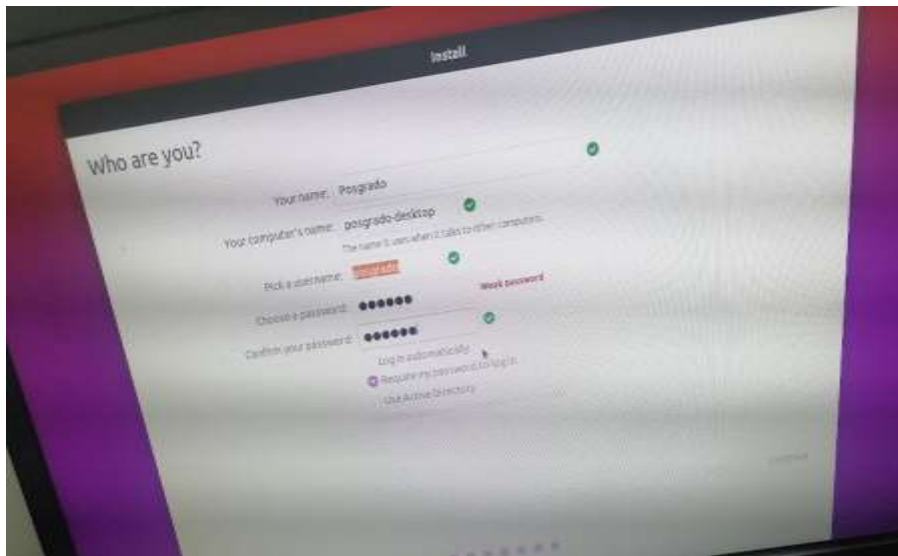 Install
Who are you?
Your name: Posgrado
Your computer's name: posgrado-desktop
The name it uses when it talks to other computers.
Pick a username: posgrado
Choose a password: ●●●●●● Weak password
Confirm your password: ●●●●●●
Log in automatically
Require my password to log in
Use Active Directory